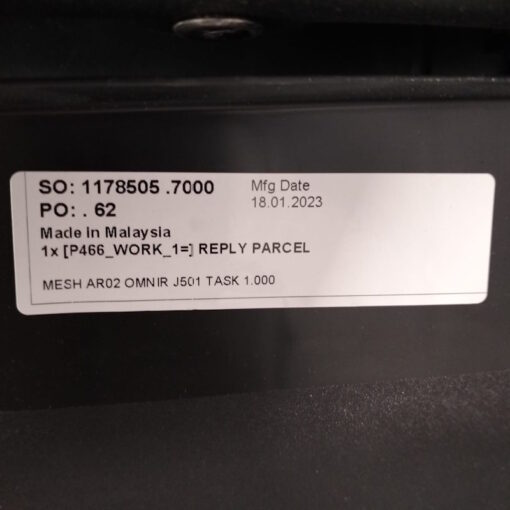 SO: 1178505 .7000
Mfg Date
18.01.2023
PO: . 62
Made In Malaysia
1x [P466_WORK_1=] REPLY PARCEL
MESH AR02 OMNIR J501 TASK 1.000